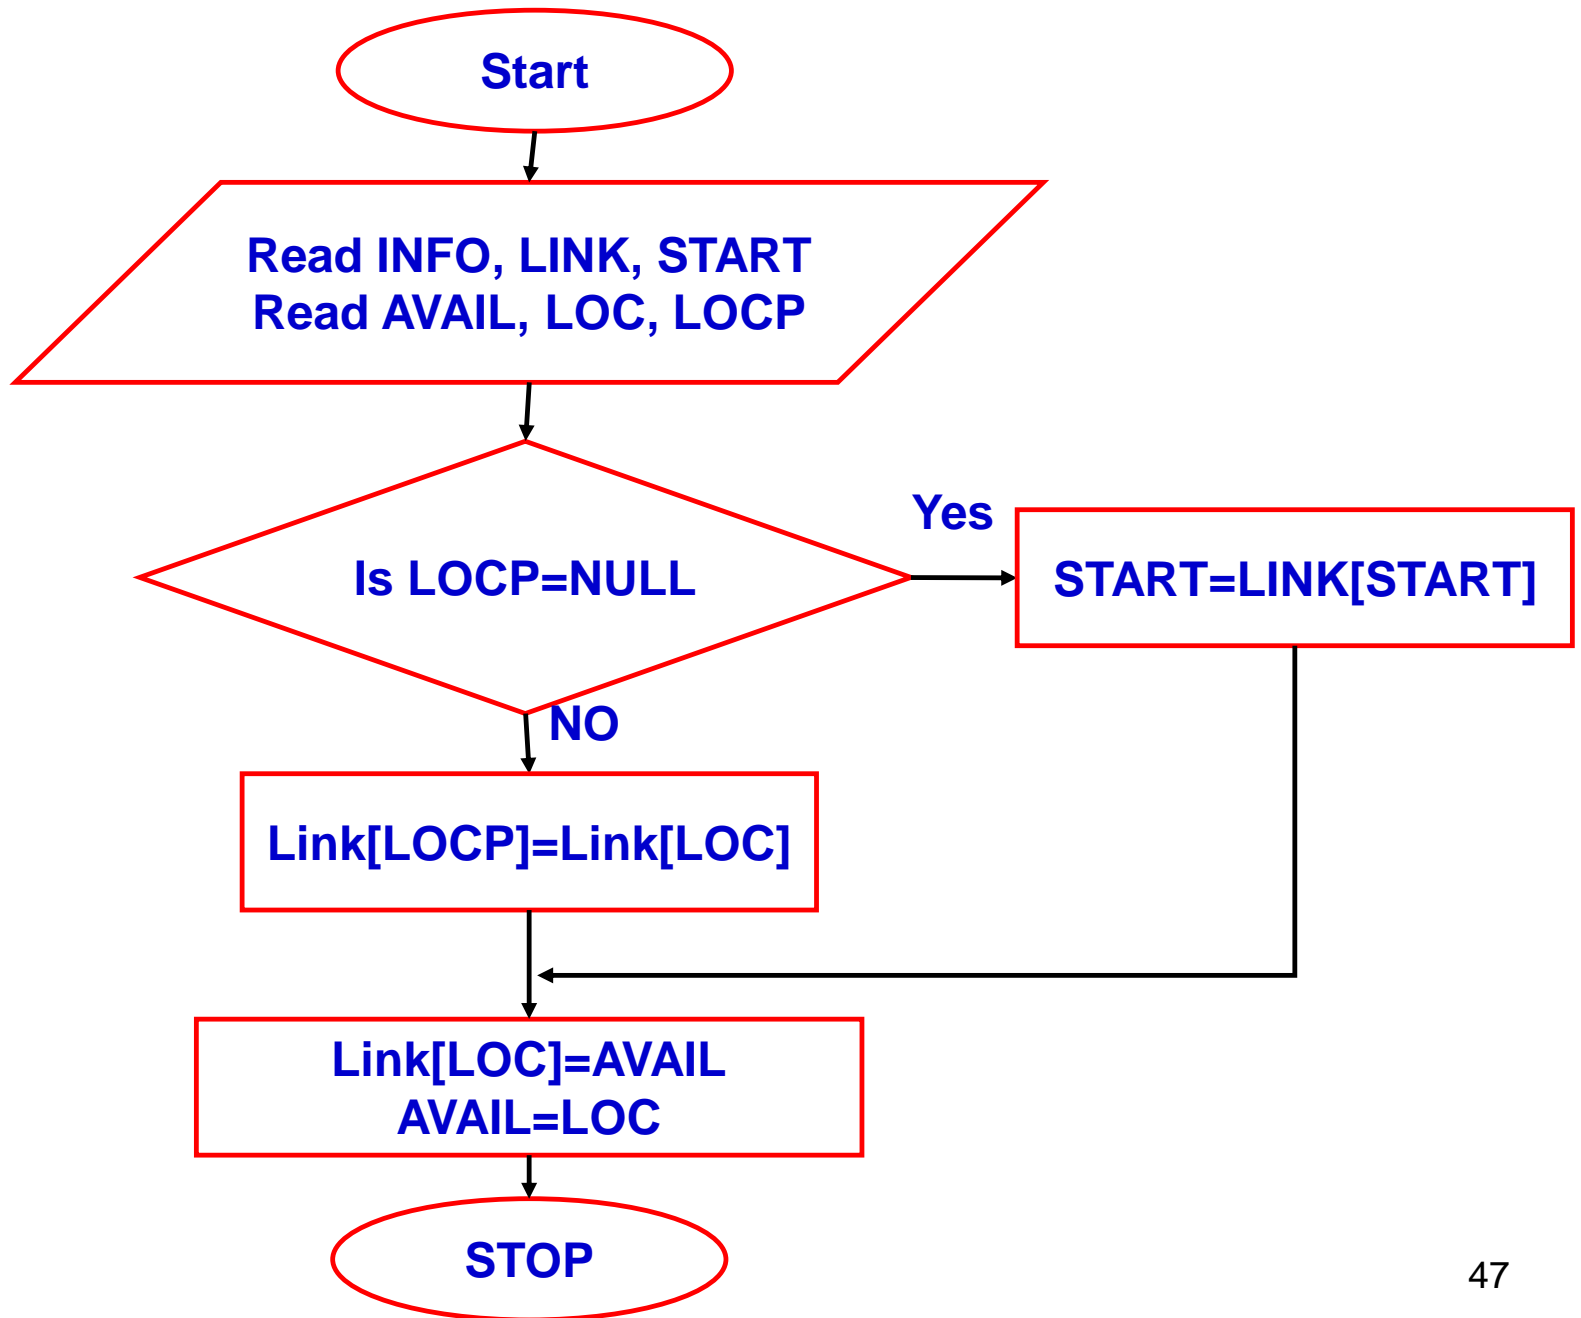 Start
Read INFO, LINK, START
Read AVAIL, LOC, LOCP
Is LOCP=NULL
Yes
START=LINK[START]
NO
Link[LOCP]=Link[LOC]
Link[LOC]=AVAIL
AVAIL=LOC
STOP
47